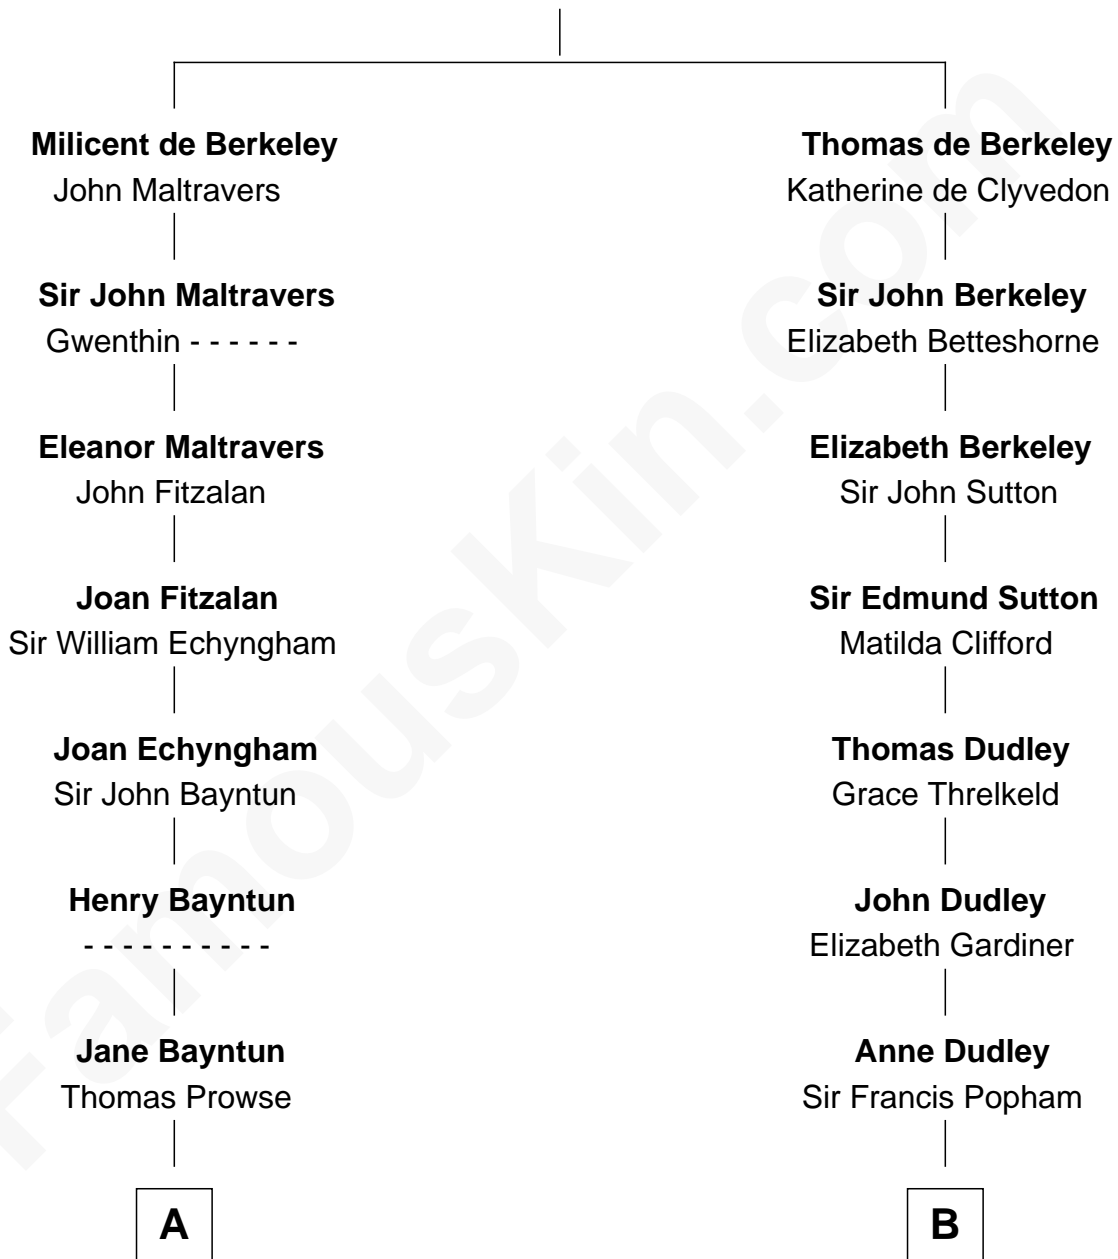 Milicent de Berkeley
John Maltravers
Sir John Maltravers
Gwenthin - - - - - -
Eleanor Maltravers
John Fitzalan
Joan Fitzalan
Sir William Echyngham
Joan Echyngham
Sir John Bayntun
Henry Bayntun
- - - - - - - - - -
Jane Bayntun
Thomas Prowse
A
Thomas de Berkeley
Katherine de Clyvedon
Sir John Berkeley
Elizabeth Betteshorne
Elizabeth Berkeley
Sir John Sutton
Sir Edmund Sutton
Matilda Clifford
Thomas Dudley
Grace Threlkeld
John Dudley
Elizabeth Gardiner
Anne Dudley
Sir Francis Popham
B
FamousKin.com